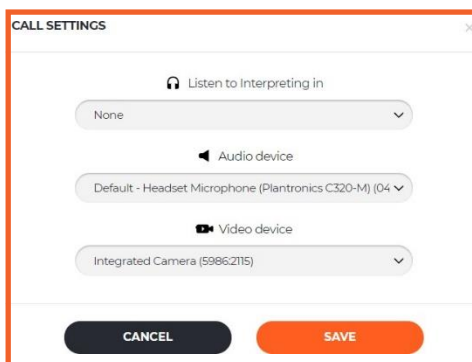 CALL SETTINGS ×
Listen to Interpreting in
None
Audio device
Default - Headset Microphone (Plantronics C320-M) (04
Video device
Integrated Camera (5986:2115)
CANCEL SAVE